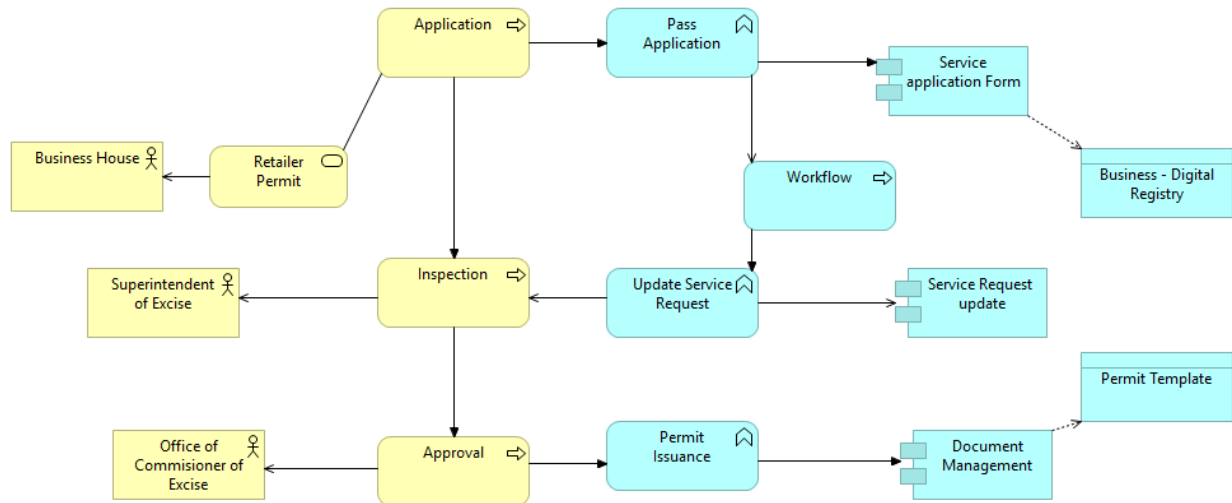 Application
Pass
Application
Service
application Form
Business House
Retailer
Permit
Workflow
Business - Digital
Registry
Superintendent
of Excise
Inspection
Update Service
Request
Service Request
update
Permit Template
Office of
Commisioner of
Excise
Approval
Permit
Issuance
Document
Management